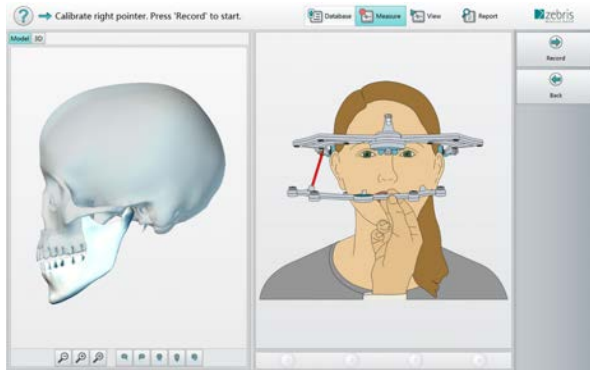 ? Calibrate right pointer. Press 'Record' to start.
Database
Measure
View
Report
zebris
Model 3D
Record
Back